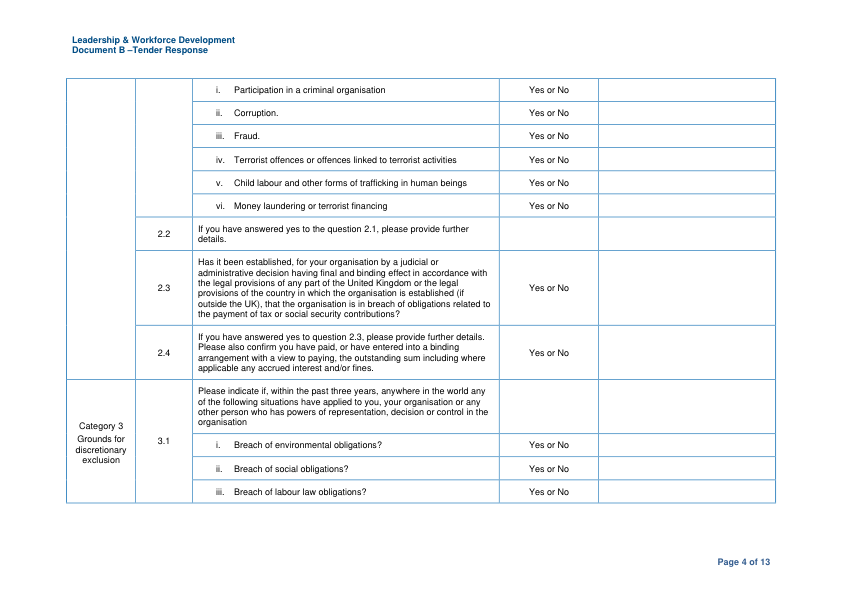 Leadership & Workforce Development
Document B –Tender Response
i. Participation in a criminal organisation
Yes or No
ii. Corruption.
Yes or No
iii. Fraud.
Yes or No
iv. Terrorist offences or offences linked to terrorist activities
Yes or No
v. Child labour and other forms of trafficking in human beings
Yes or No
vi. Money laundering or terrorist financing
Yes or No
2.2
If you have answered yes to the question 2.1, please provide further
details.
2.3
Has it been established, for your organisation by a judicial or
administrative decision having final and binding effect in accordance with
the legal provisions of any part of the United Kingdom or the legal
provisions of the country in which the organisation is established (if
outside the UK), that the organisation is in breach of obligations related to
the payment of tax or social security contributions?
Yes or No
2.4
If you have answered yes to question 2.3, please provide further details.
Please also confirm you have paid, or have entered into a binding
arrangement with a view to paying, the outstanding sum including where
applicable any accrued interest and/or fines.
Yes or No
Category 3
Grounds for
discretionary
exclusion
3.1
Please indicate if, within the past three years, anywhere in the world any
of the following situations have applied to you, your organisation or any
other person who has powers of representation, decision or control in the
organisation
i. Breach of environmental obligations?
Yes or No
ii. Breach of social obligations?
Yes or No
iii. Breach of labour law obligations?
Yes or No
Page 4 of 13